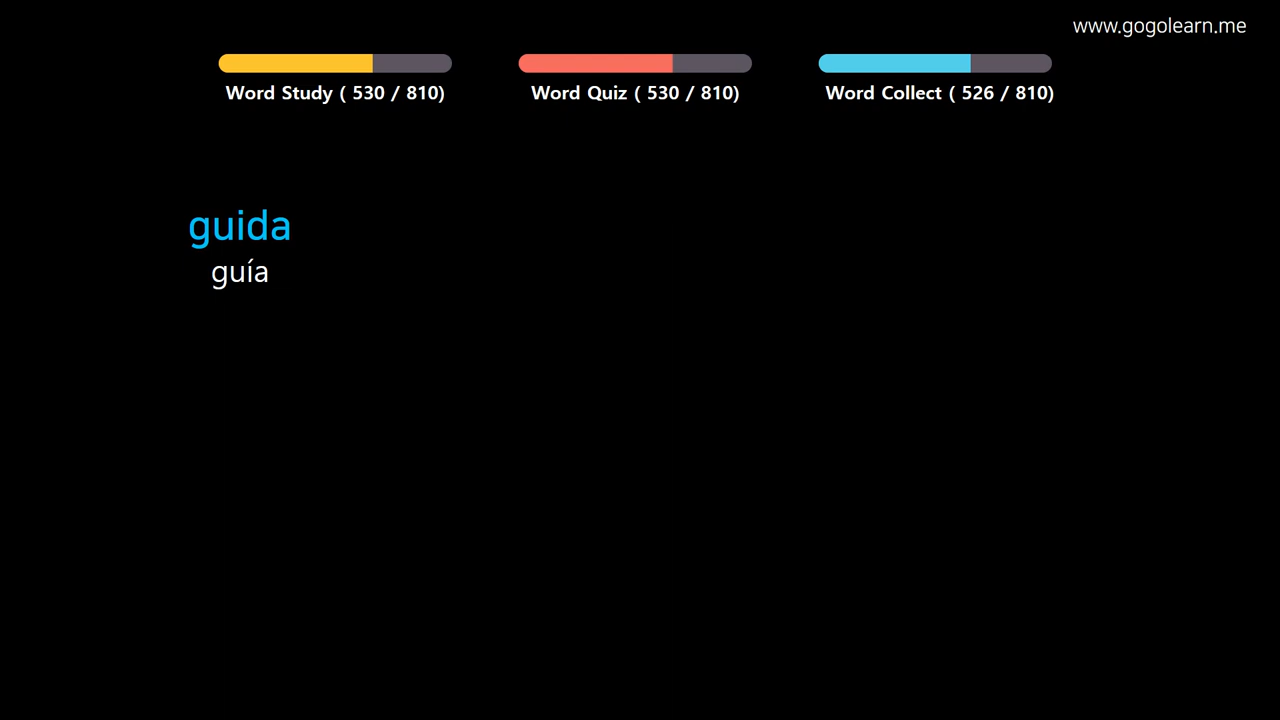 www.gogolearn.me
Word Study ( 530 / 810)
Word Quiz ( 530 / 810)
Word Collect ( 526 / 810)
guida
guía